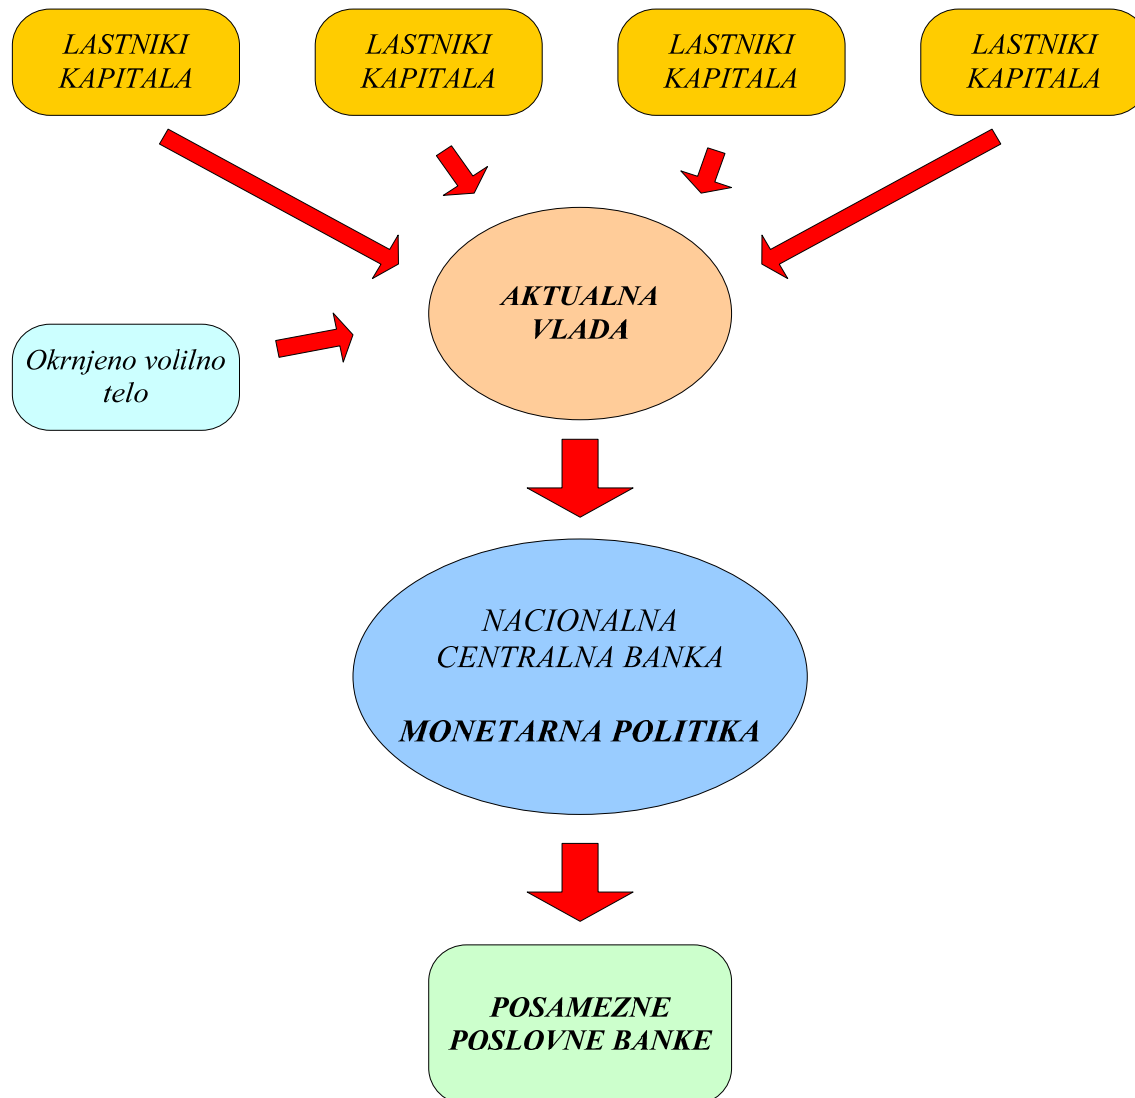 LASTNIKI
KAPITALA
LASTNIKI
KAPITALA
LASTNIKI
KAPITALA
LASTNIKI
KAPITALA
AKTUALNA
VLADA
Okrnjeno volilno
telo
NACIONALNA
CENTRALNA BANKA
MONETARNA POLITIKA
POSAMEZNE
POSLOVNE BANKE